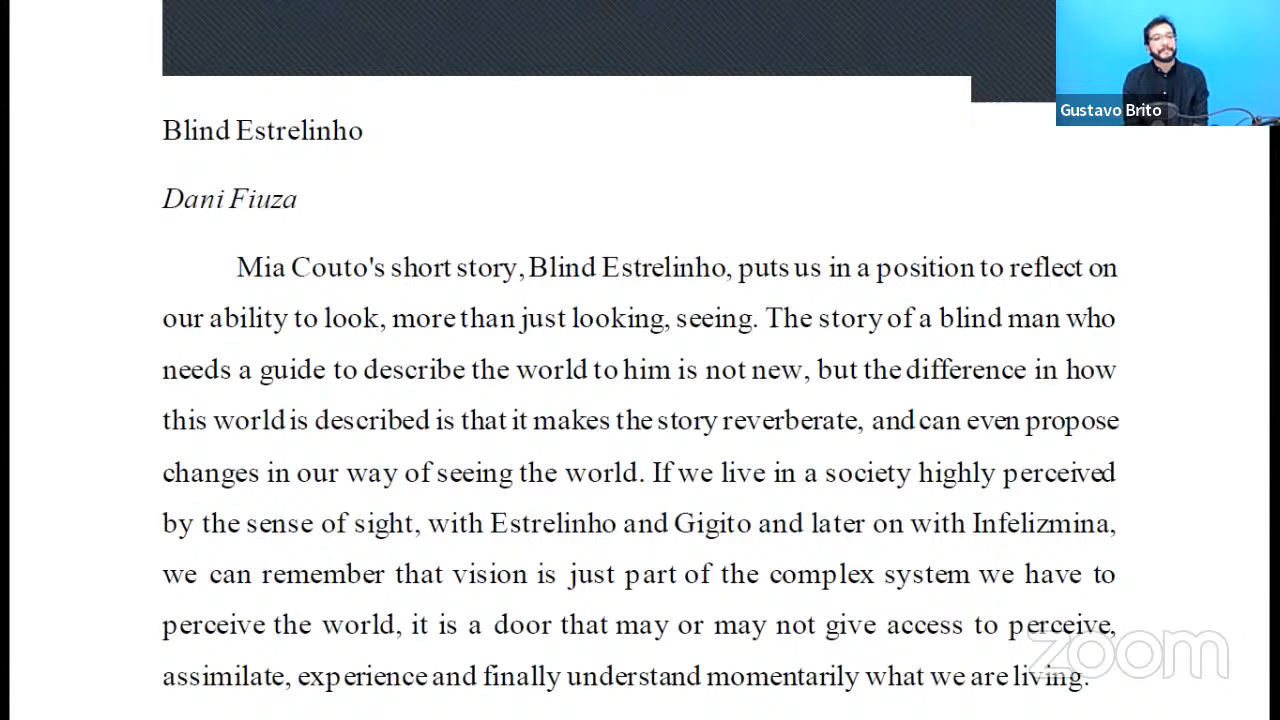 Gustavo Brito
Blind Estrelinho
Dani Fiuza
Mia Couto's short story, Blind Estrelinho, puts us in a position to reflect on
our ability to look, more than just looking, seeing. The story of a blind man who
needs a guide to describe the world to him is not new, but the difference in how
this world is described is that it makes the story reverberate, and can even propose
changes in our way of seeing the world. If we live in a society highly perceived
by the sense of sight, with Estrelinho and Gigito and later on with Infelizmina,
we can remember that vision is just part of the complex system we have to
perceive the world, it is a door that may or may not give access to perceive,
assimilate, experience and finally understand momentarily what we are living.
zoom